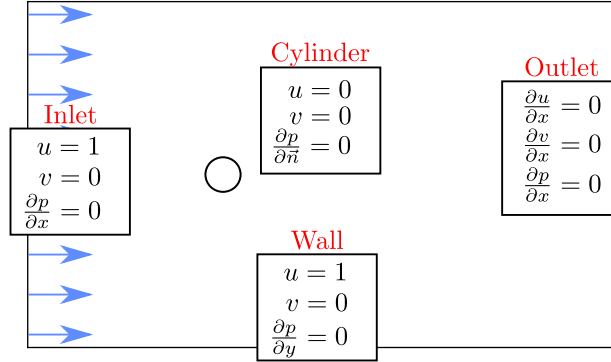 Cylinder
u = 0
v = 0
∂p/∂n⃗ = 0
Outlet
∂u/∂x = 0
∂v/∂x = 0
∂p/∂x = 0
Inlet
u = 1
v = 0
∂p/∂x = 0
Wall
u = 1
v = 0
∂p/∂y = 0